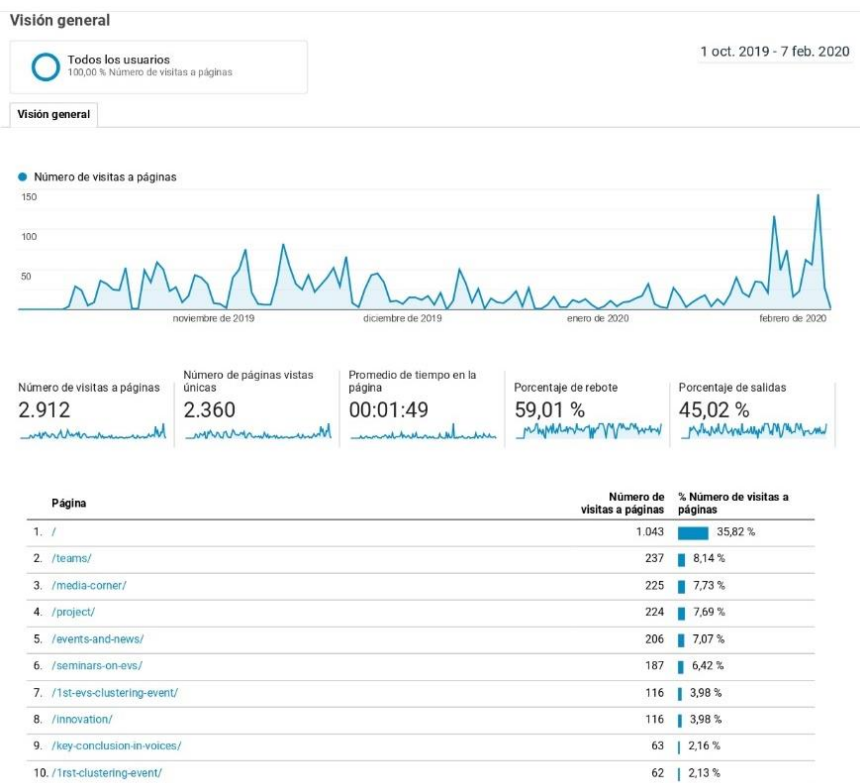 Visión general
Todos los usuarios
100,00 % Número de visitas a páginas
1 oct. 2019 - 7 feb. 2020
Visión general
Número de visitas a páginas
150
100
50
noviembre de 2019 diciembre de 2019 enero de 2020 febrero de 2020
Número de visitas a páginas
2.912
Número de páginas vistas
únicas
2.360
Promedio de tiempo en la
página
00:01:49
Porcentaje de rebote
59,01 %
Porcentaje de salidas
45,02 %
Página Número de visitas a páginas % Número de visitas a páginas
1. / 1.043 35,82 %
2. /teams/ 237 8,14 %
3. /media-corner/ 225 7,73 %
4. /project/ 224 7,69 %
5. /events-and-news/ 206 7,07 %
6. /seminars-on-evs/ 187 6,42 %
7. /1st-evs-clustering-event/ 116 3,98 %
8. /innovation/ 116 3,98 %
9. /key-conclusion-in-voices/ 63 2,16 %
10. /1rst-clustering-event/ 62 2,13 %